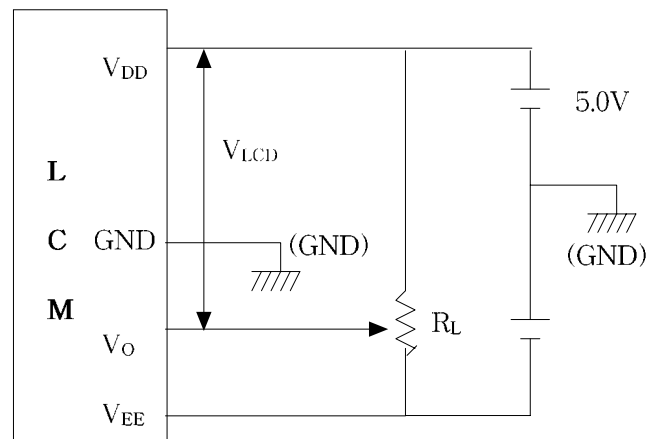 VDD
5.0V
VLCD
L
C GND (GND)
(GND)
M
RL
VO
VEE